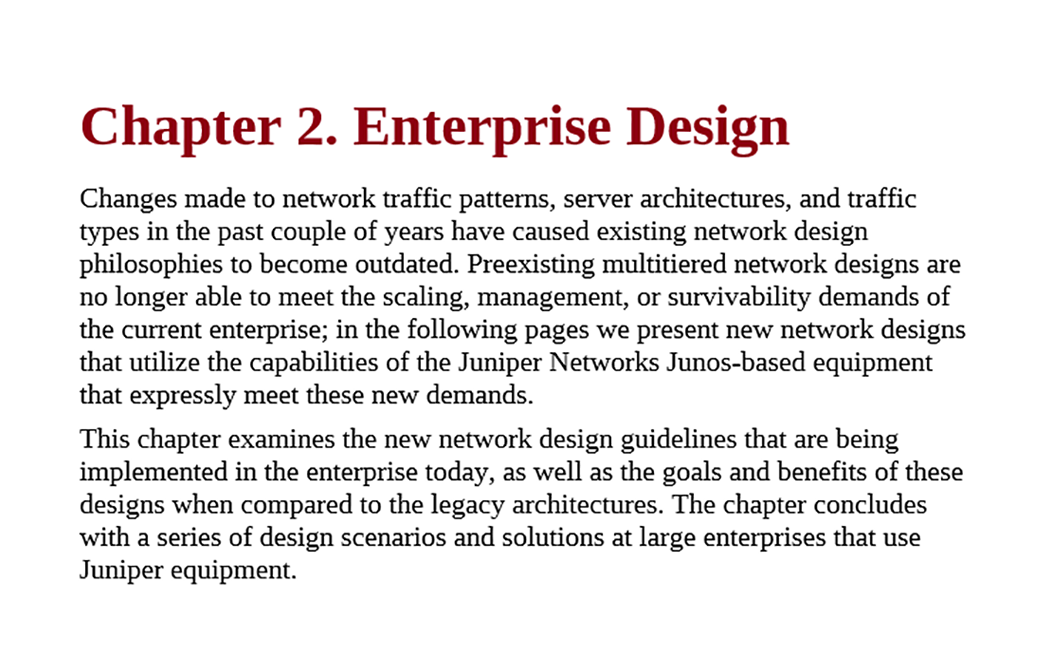 Chapter 2. Enterprise Design
Changes made to network traffic patterns, server architectures, and traffic
types in the past couple of years have caused existing network design
philosophies to become outdated. Preexisting multitiered network designs are
no longer able to meet the scaling, management, or survivability demands of
the current enterprise; in the following pages we present new network designs
that utilize the capabilities of the Juniper Networks Junos-based equipment
that expressly meet these new demands.
This chapter examines the new network design guidelines that are being
implemented in the enterprise today, as well as the goals and benefits of these
designs when compared to the legacy architectures. The chapter concludes
with a series of design scenarios and solutions at large enterprises that use
Juniper equipment.